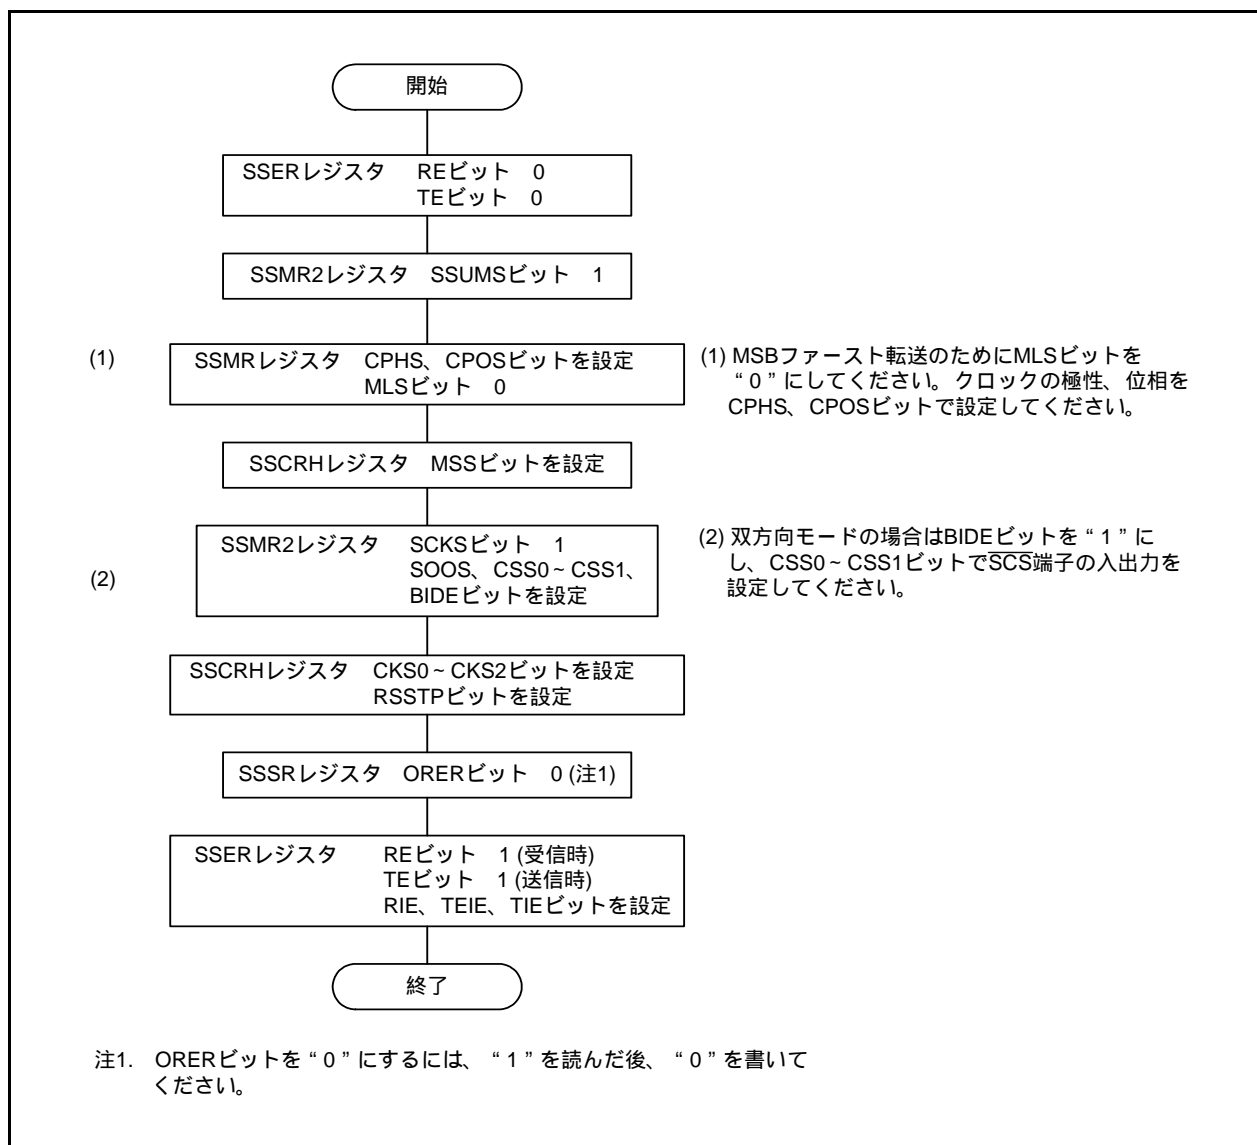 開始
SSERレジスタ REビット 0
TEビット 0
SSMR2レジスタ SSUMSビット 1
(1)
SSMRレジスタ CPHS、CPOSビットを設定
MLSビット 0
(1) MSBファースト転送のためにMLSビットを
“0”にしてください。クロックの極性、位相を
CPHS、CPOSビットで設定してください。
SSCRHレジスタ MSSビットを設定
(2)
SSMR2レジスタ SCKSビット 1
SOOS、CSS0~CSS1、
BIDEビットを設定
(2) 双方向モードの場合はBIDEビットを“1”に
し、CSS0~CSS1ビットでSCS端子の入出力を
設定してください。
SSCRHレジスタ CKS0~CKS2ビットを設定
RSSTPビットを設定
SSSRレジスタ ORERビット 0 (注1)
SSERレジスタ REビット 1 (受信時)
TEビット 1 (送信時)
RIE、TEIE、TIEビットを設定
終了
注1. ORERビットを“0”にするには、“1”を読んだ後、“0”を書いて
ください。